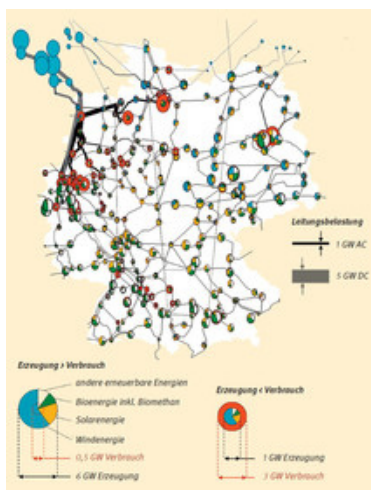 Leitungsbelastung
1 GW AC
5 GW DC
Erzeugung > Verbrauch
andere erneuerbare Energien
Bioenergie inkl. Biomethan
Solarenergie
Windenergie
0,5 GW Verbrauch
6 GW Erzeugung
Erzeugung < Verbrauch
1 GW Erzeugung
3 GW Verbrauch